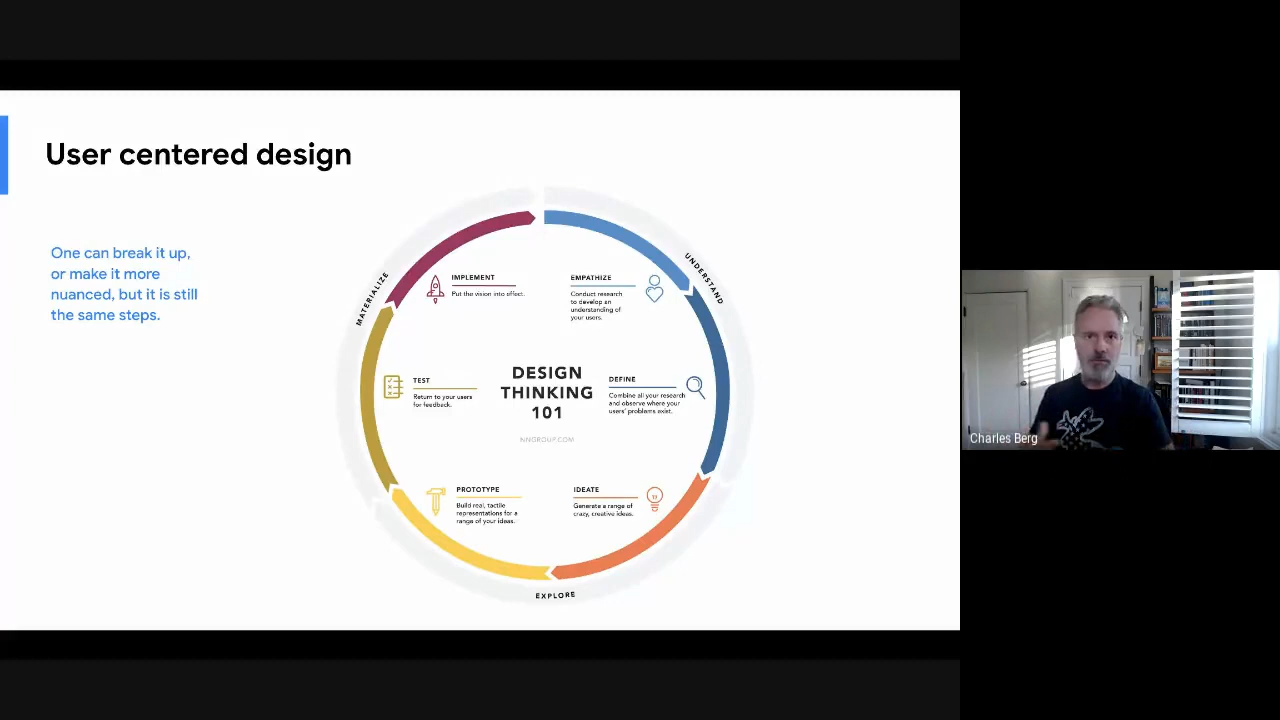 User centered design
One can break it up,
or make it more
nuanced, but it is still
the same steps.
UNDERSTAND
EMPATHIZE
Conduct research
to develop an
understanding of
your users.
DEFINE
Combine all your research
and observe where your
users' problems exist.
EXPLORE
IDEATE
Generate a range of
crazy, creative ideas.
PROTOTYPE
Build real, tactile
representations for a
range of your ideas.
MATERIALIZE
TEST
Return to your users
for feedback.
IMPLEMENT
Put the vision into effect.
DESIGN
THINKING
101
NNGROUP.COM
Charles Berg